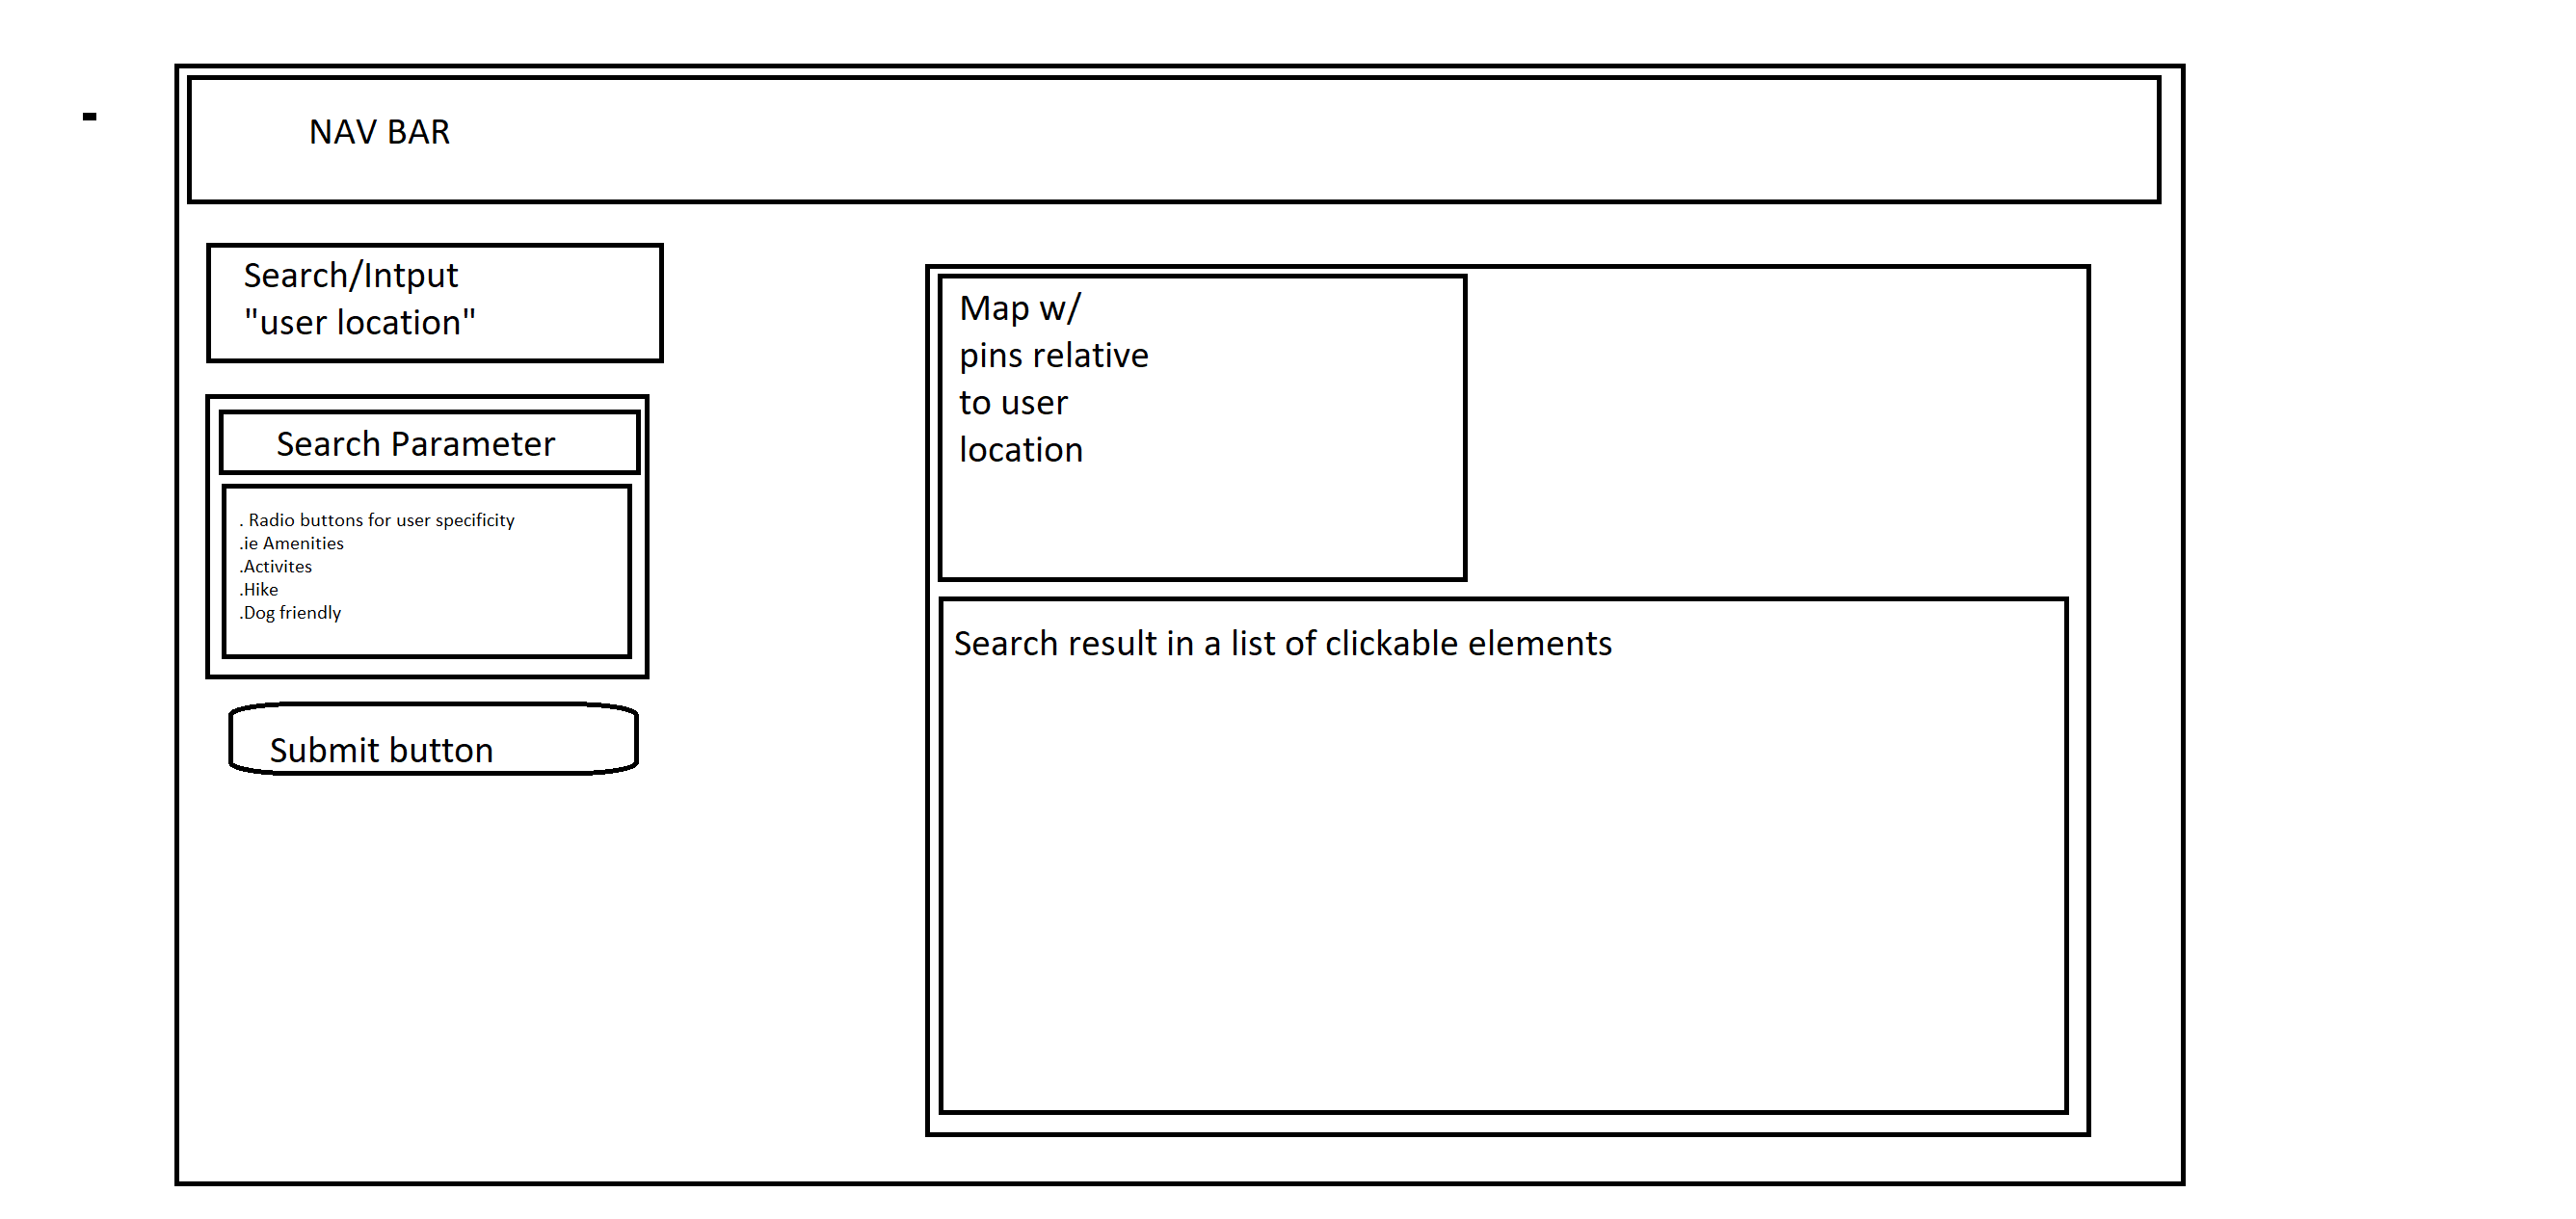 NAV BAR
Search/Intput
"user location"
Search Parameter
. Radio buttons for user specificity
.ie Amenities
.Activites
.Hike
.Dog friendly
Submit button
Map w/
pins relative
to user
location
Search result in a list of clickable elements